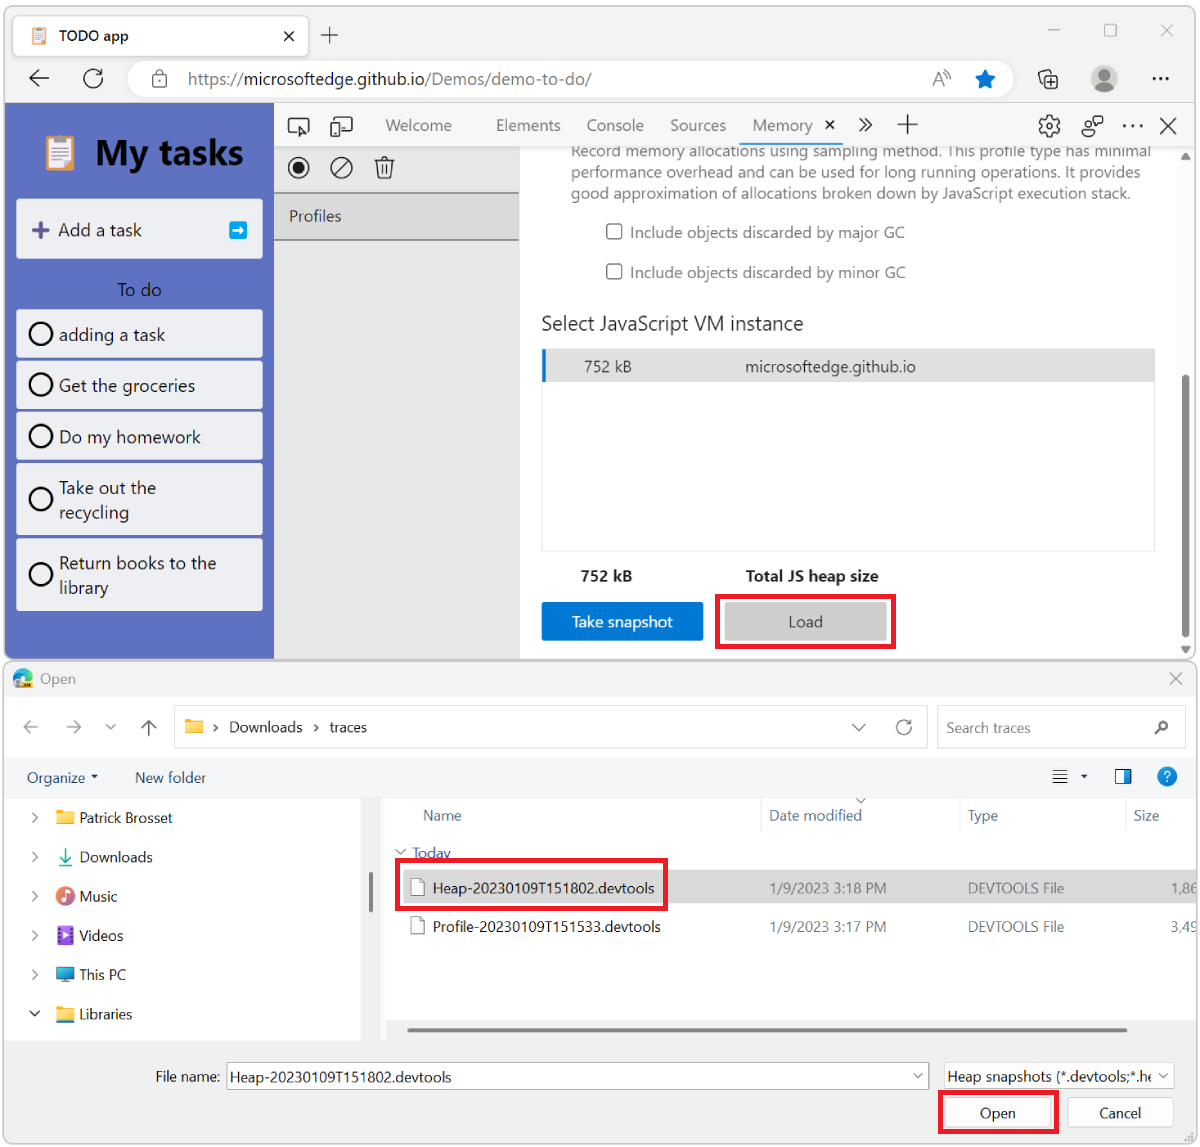 TODO app
https://microsoftedge.github.io/Demos/demo-to-do/
My tasks
Add a task
To do
adding a task
Get the groceries
Do my homework
Take out the
recycling
Return books to the
library
Welcome Elements Console Sources Memory
Profiles
Record memory allocations using sampling method. This profile type has minimal
performance overhead and can be used for long running operations. It provides
good approximation of allocations broken down by JavaScript execution stack.
Include objects discarded by major GC
Include objects discarded by minor GC
Select JavaScript VM instance
752 kB microsoftedge.github.io
752 kB Total JS heap size
Take snapshot Load
Open
Downloads traces
Search traces
Organize New folder
Patrick Brosset
Downloads
Music
Videos
This PC
Libraries
Name Date modified Type Size
Today
Heap-20230109T151802.devtools 1/9/2023 3:18 PM DEVTOOLS File 1,86
Profile-20230109T151533.devtools 1/9/2023 3:17 PM DEVTOOLS File 3,49
File name: Heap-20230109T151802.devtools Heap snapshots (*.devtools;*.he
Open Cancel